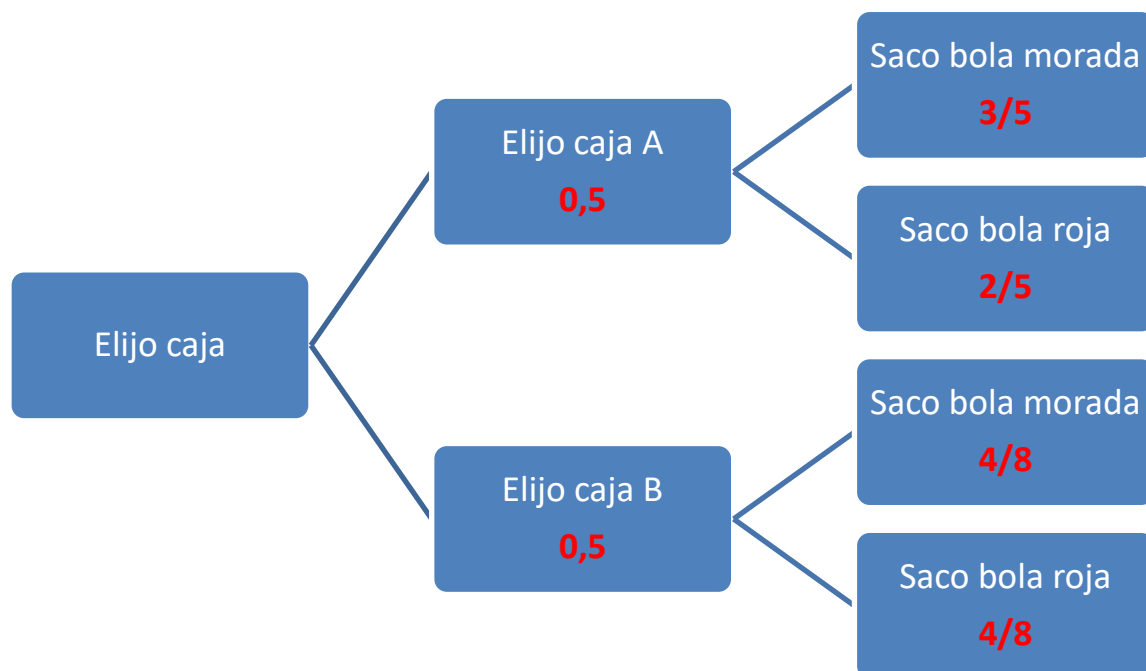 Elijo caja
Elijo caja A
0,5
Saco bola morada
3/5
Saco bola roja
2/5
Elijo caja B
0,5
Saco bola morada
4/8
Saco bola roja
4/8